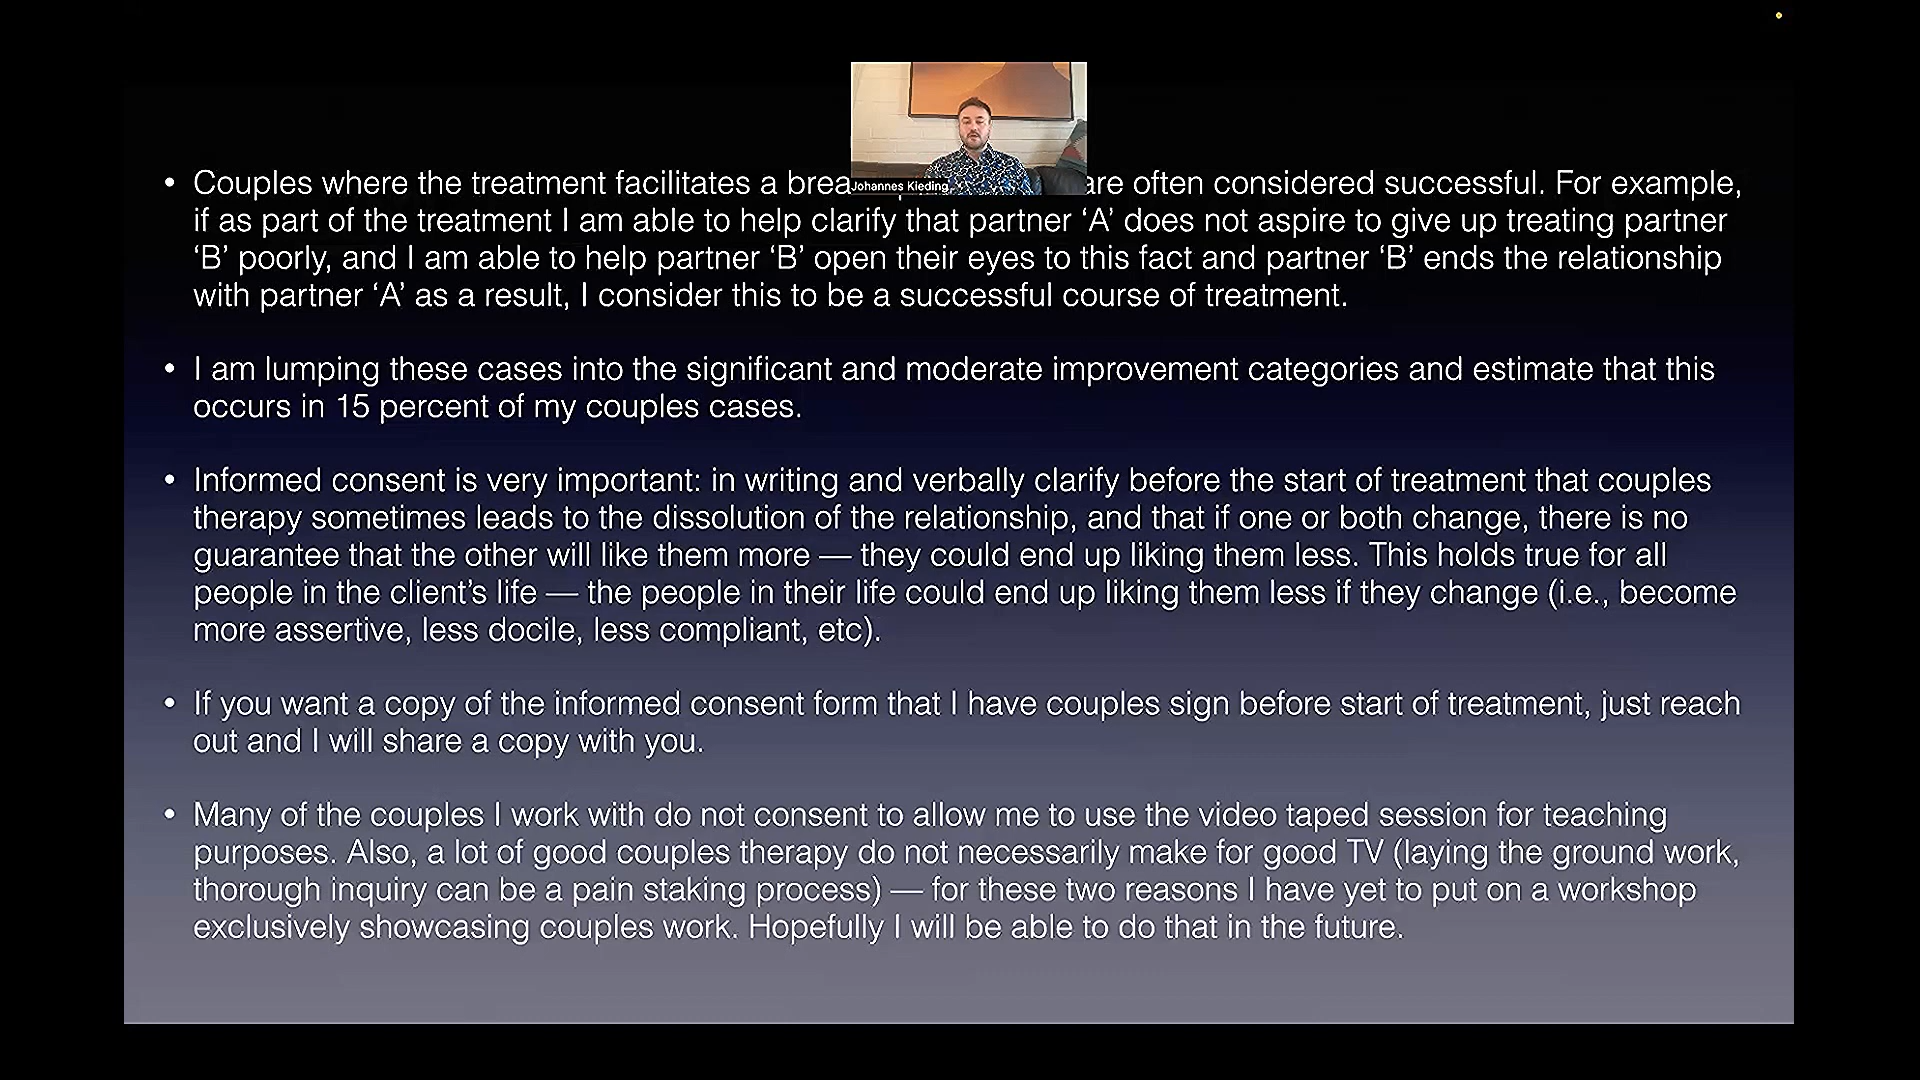 • Couples where the treatment facilitates a brea are often considered successful. For example,
if as part of the treatment I am able to help clarify that partner ‘A’ does not aspire to give up treating partner
‘B’ poorly, and I am able to help partner ‘B’ open their eyes to this fact and partner ‘B’ ends the relationship
with partner ‘A’ as a result, I consider this to be a successful course of treatment.
Johannes Kieding
• I am lumping these cases into the significant and moderate improvement categories and estimate that this
occurs in 15 percent of my couples cases.
• Informed consent is very important: in writing and verbally clarify before the start of treatment that couples
therapy sometimes leads to the dissolution of the relationship, and that if one or both change, there is no
guarantee that the other will like them more — they could end up liking them less. This holds true for all
people in the client’s life — the people in their life could end up liking them less if they change (i.e., become
more assertive, less docile, less compliant, etc).
• If you want a copy of the informed consent form that I have couples sign before start of treatment, just reach
out and I will share a copy with you.
• Many of the couples I work with do not consent to allow me to use the video taped session for teaching
purposes. Also, a lot of good couples therapy do not necessarily make for good TV (laying the ground work,
thorough inquiry can be a pain staking process) — for these two reasons I have yet to put on a workshop
exclusively showcasing couples work. Hopefully I will be able to do that in the future.